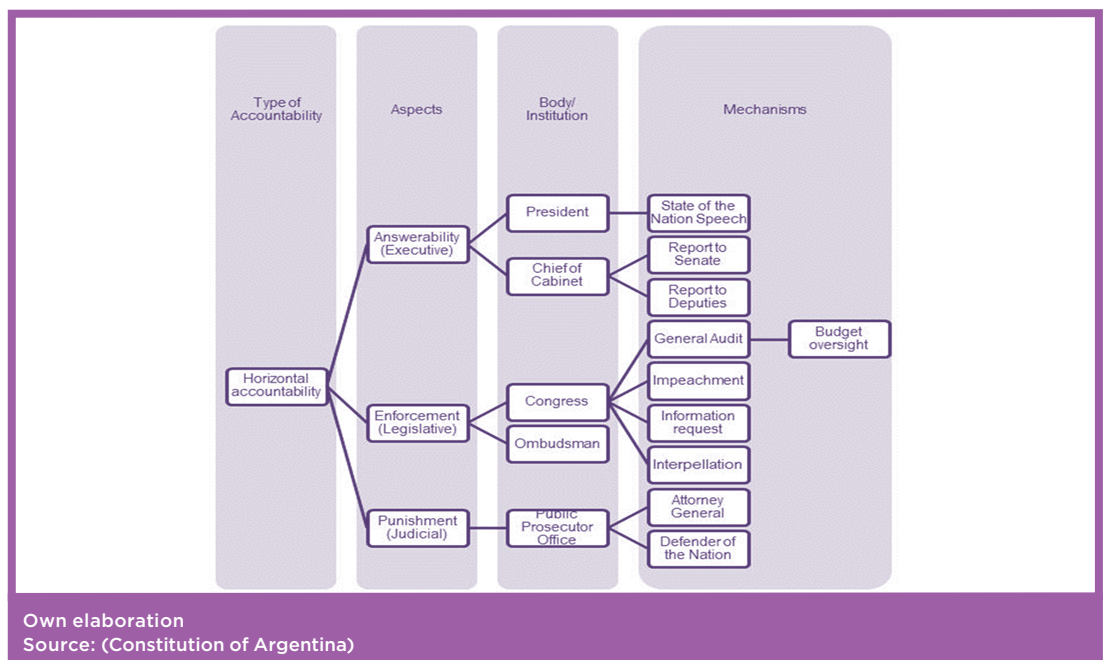 Type of
Accountability
Aspects
Body/
Institution
Mechanisms
President
State of the
Nation Speech
Answerability
(Executive)
Report to
Senate
Chief of
Cabinet
Report to
Deputies
General Audit
Budget
oversight
Horizontal
accountability
Impeachment
Congress
Enforcement
(Legislative)
Information
request
Ombudsman
Interpellation
Attorney
General
Punishment
(Judicial)
Public
Prosecutor
Office
Defender of
the Nation
Own elaboration
Source: (Constitution of Argentina)